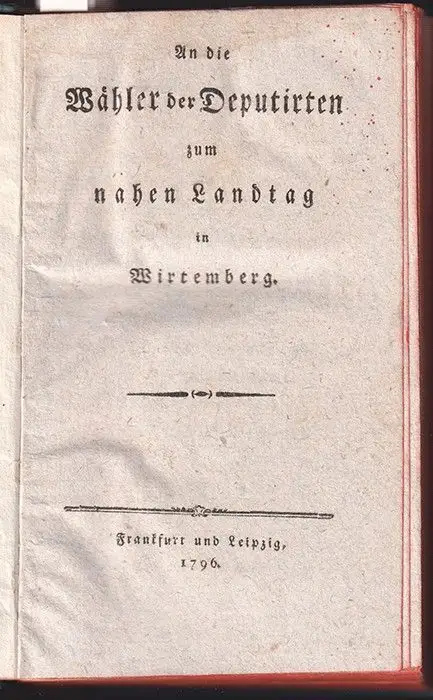 An die
Wähler der Deputirten
zum
nahen Landtag
in
Wirtemberg.
Frankfurt und Leipzig,
1796.